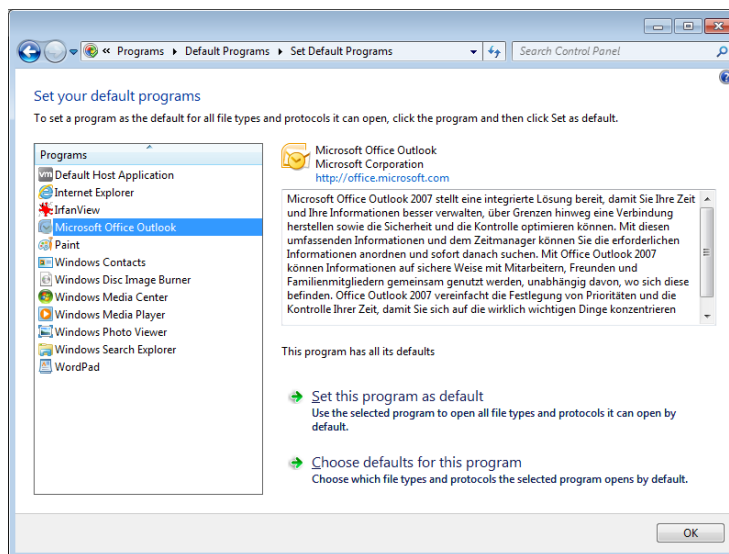 « Programs ▸ Default Programs ▸ Set Default Programs
Search Control Panel
Set your default programs
To set a program as the default for all file types and protocols it can open, click the program and then click Set as default.
Programs
vm Default Host Application
Internet Explorer
IrfanView
Microsoft Office Outlook
Paint
Windows Contacts
Windows Disc Image Burner
Windows Media Center
Windows Media Player
Windows Photo Viewer
Windows Search Explorer
WordPad
Microsoft Office Outlook
Microsoft Corporation
http://office.microsoft.com
Microsoft Office Outlook 2007 stellt eine integrierte Lösung bereit, damit Sie Ihre Zeit
und Ihre Informationen besser verwalten, über Grenzen hinweg eine Verbindung
herstellen sowie die Sicherheit und die Kontrolle optimieren können. Mit diesen
umfassenden Informationen und dem Zeitmanager können Sie die erforderlichen
Informationen anordnen und sofort danach suchen. Mit Office Outlook 2007
können Informationen auf sichere Weise mit Mitarbeitern, Freunden und
Familienmitgliedern gemeinsam genutzt werden, unabhängig davon, wo sich diese
befinden. Office Outlook 2007 vereinfacht die Festlegung von Prioritäten und die
Kontrolle Ihrer Zeit, damit Sie sich auf die wirklich wichtigen Dinge konzentrieren
This program has all its defaults
Set this program as default
Use the selected program to open all file types and protocols it can open by
default.
Choose defaults for this program
Choose which file types and protocols the selected program opens by default.
OK